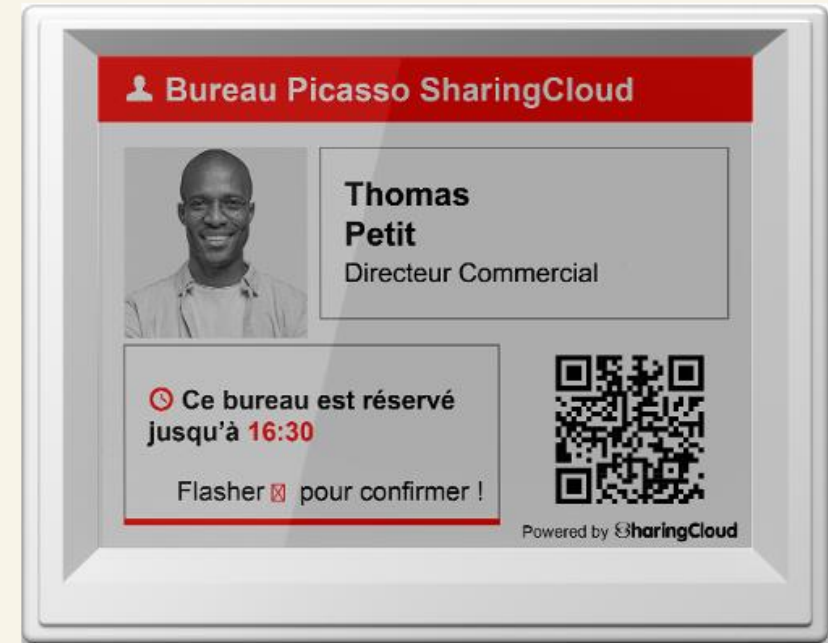 Bureau Picasso SharingCloud
Thomas
Petit
Directeur Commercial
Ce bureau est réservé
jusqu'à 16:30
Flasher pour confirmer !
Powered by SharingCloud